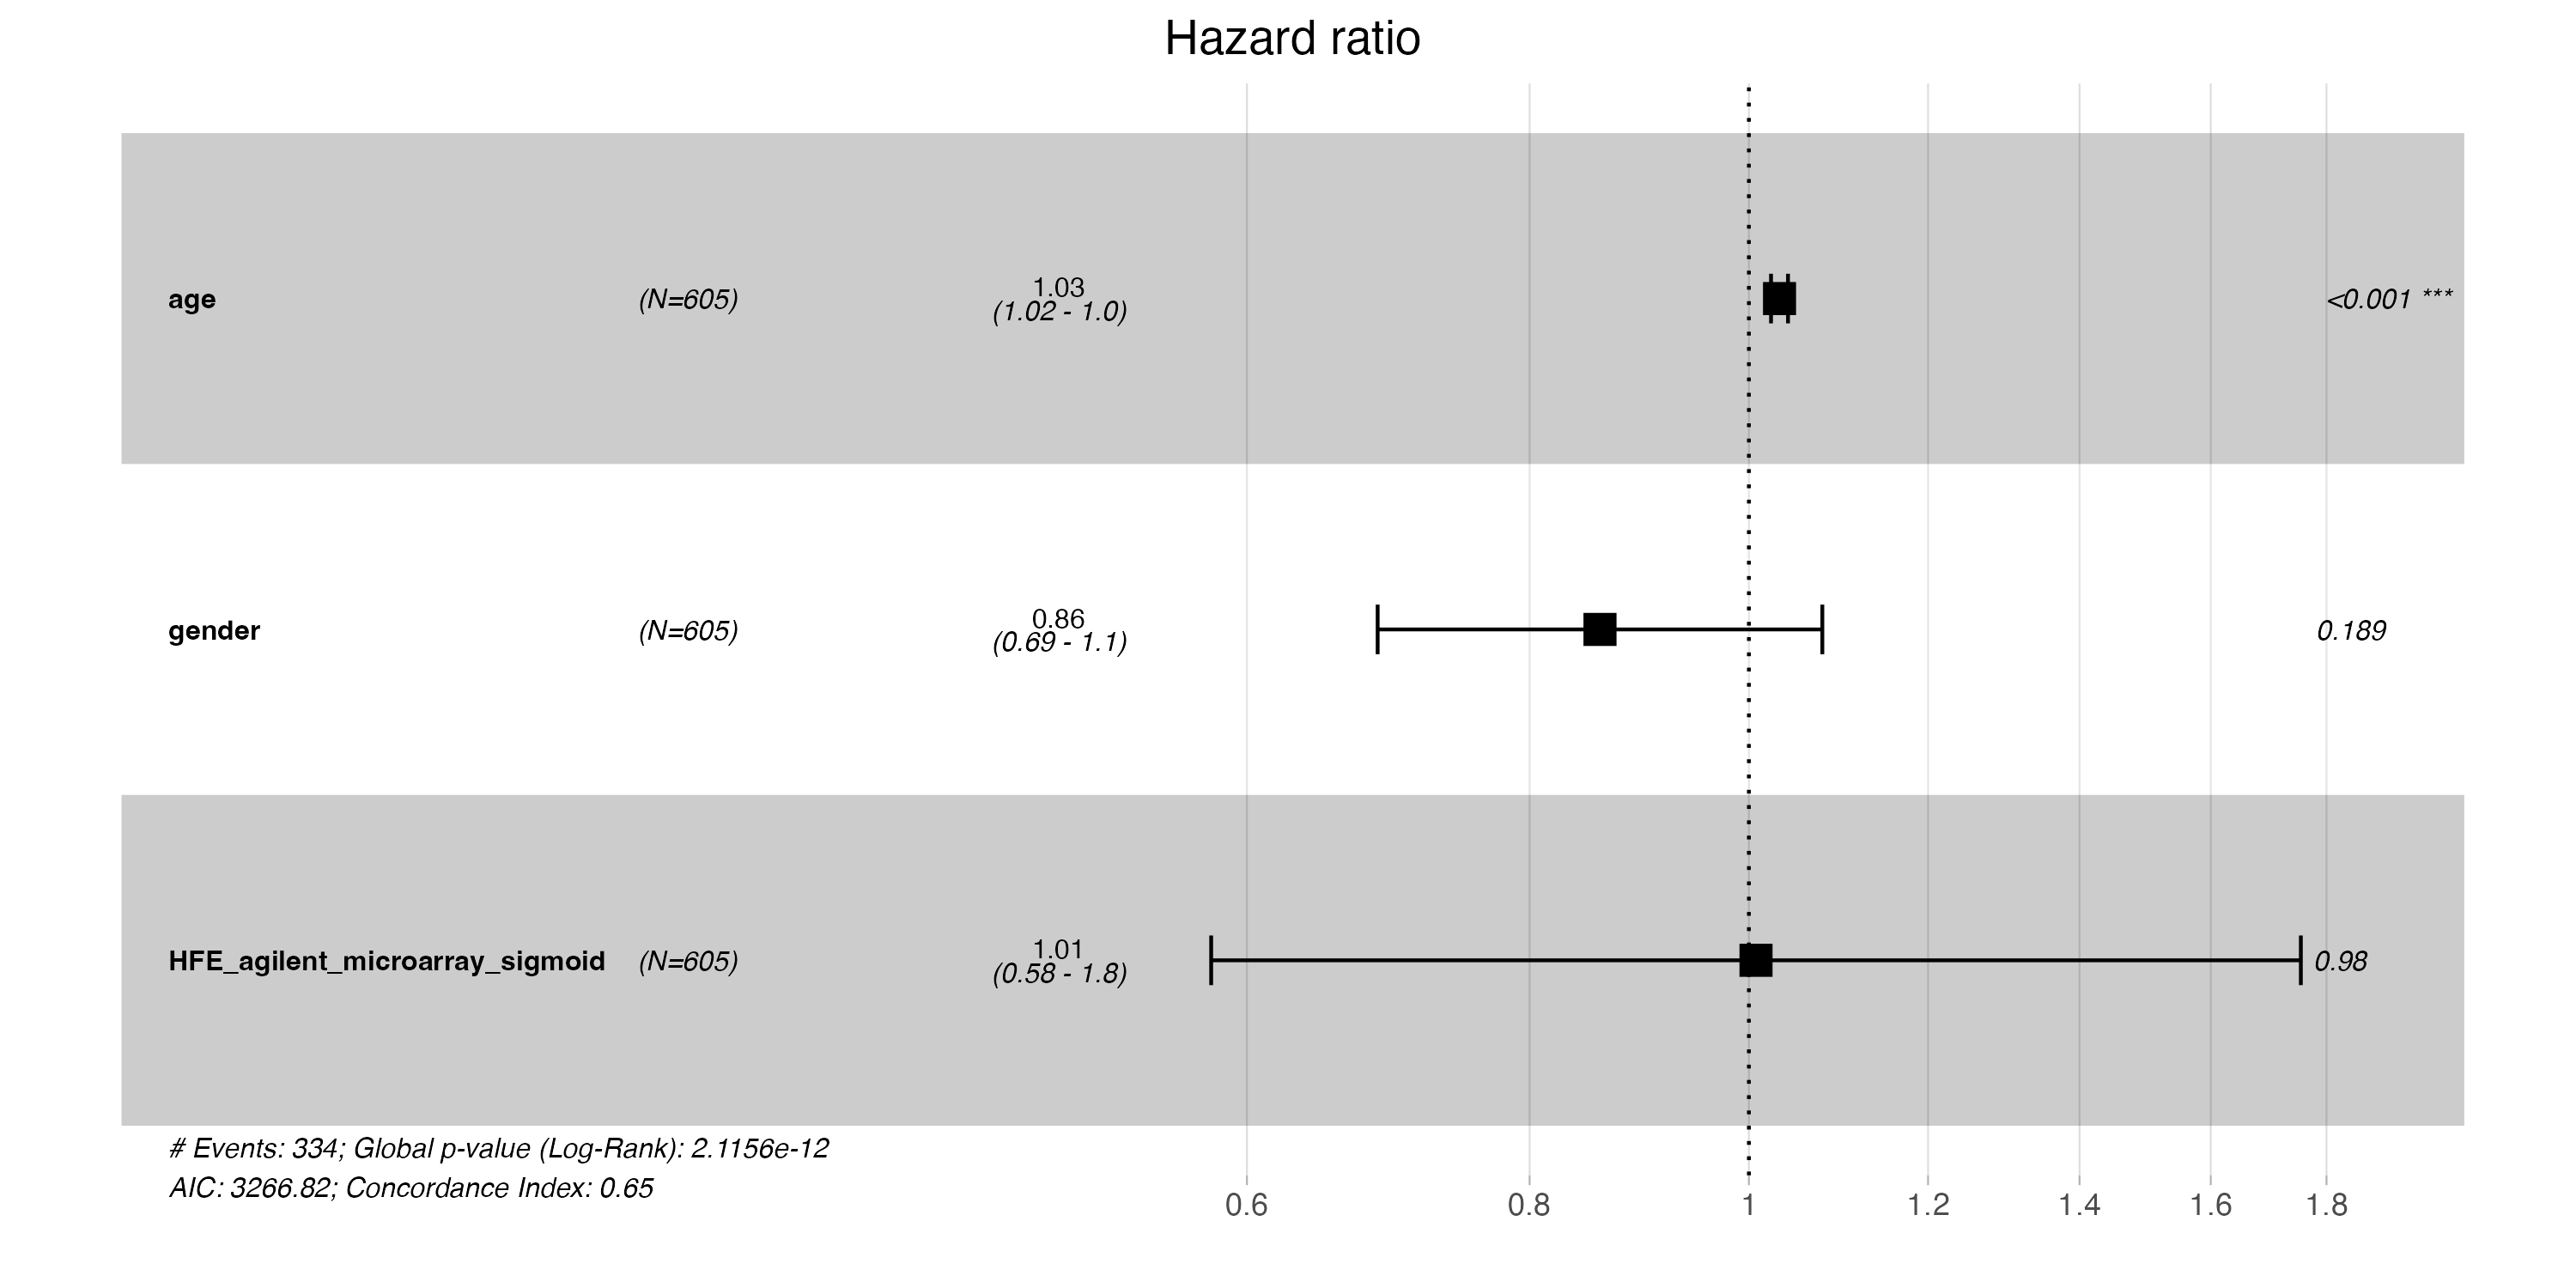 Hazard ratio
age (N=605) 1.03 <0.001 ***
(1.02 - 1.0)
gender (N=605) 0.86 0.189
(0.69 - 1.1)
HFE_agilent_microarray_sigmoid (N=605) 1.01 0.98
(0.58 - 1.8)
# Events: 334; Global p-value (Log-Rank): 2.1156e-12
AIC: 3266.82; Concordance Index: 0.65
0.6 0.8 1 1.2 1.4 1.6 1.8